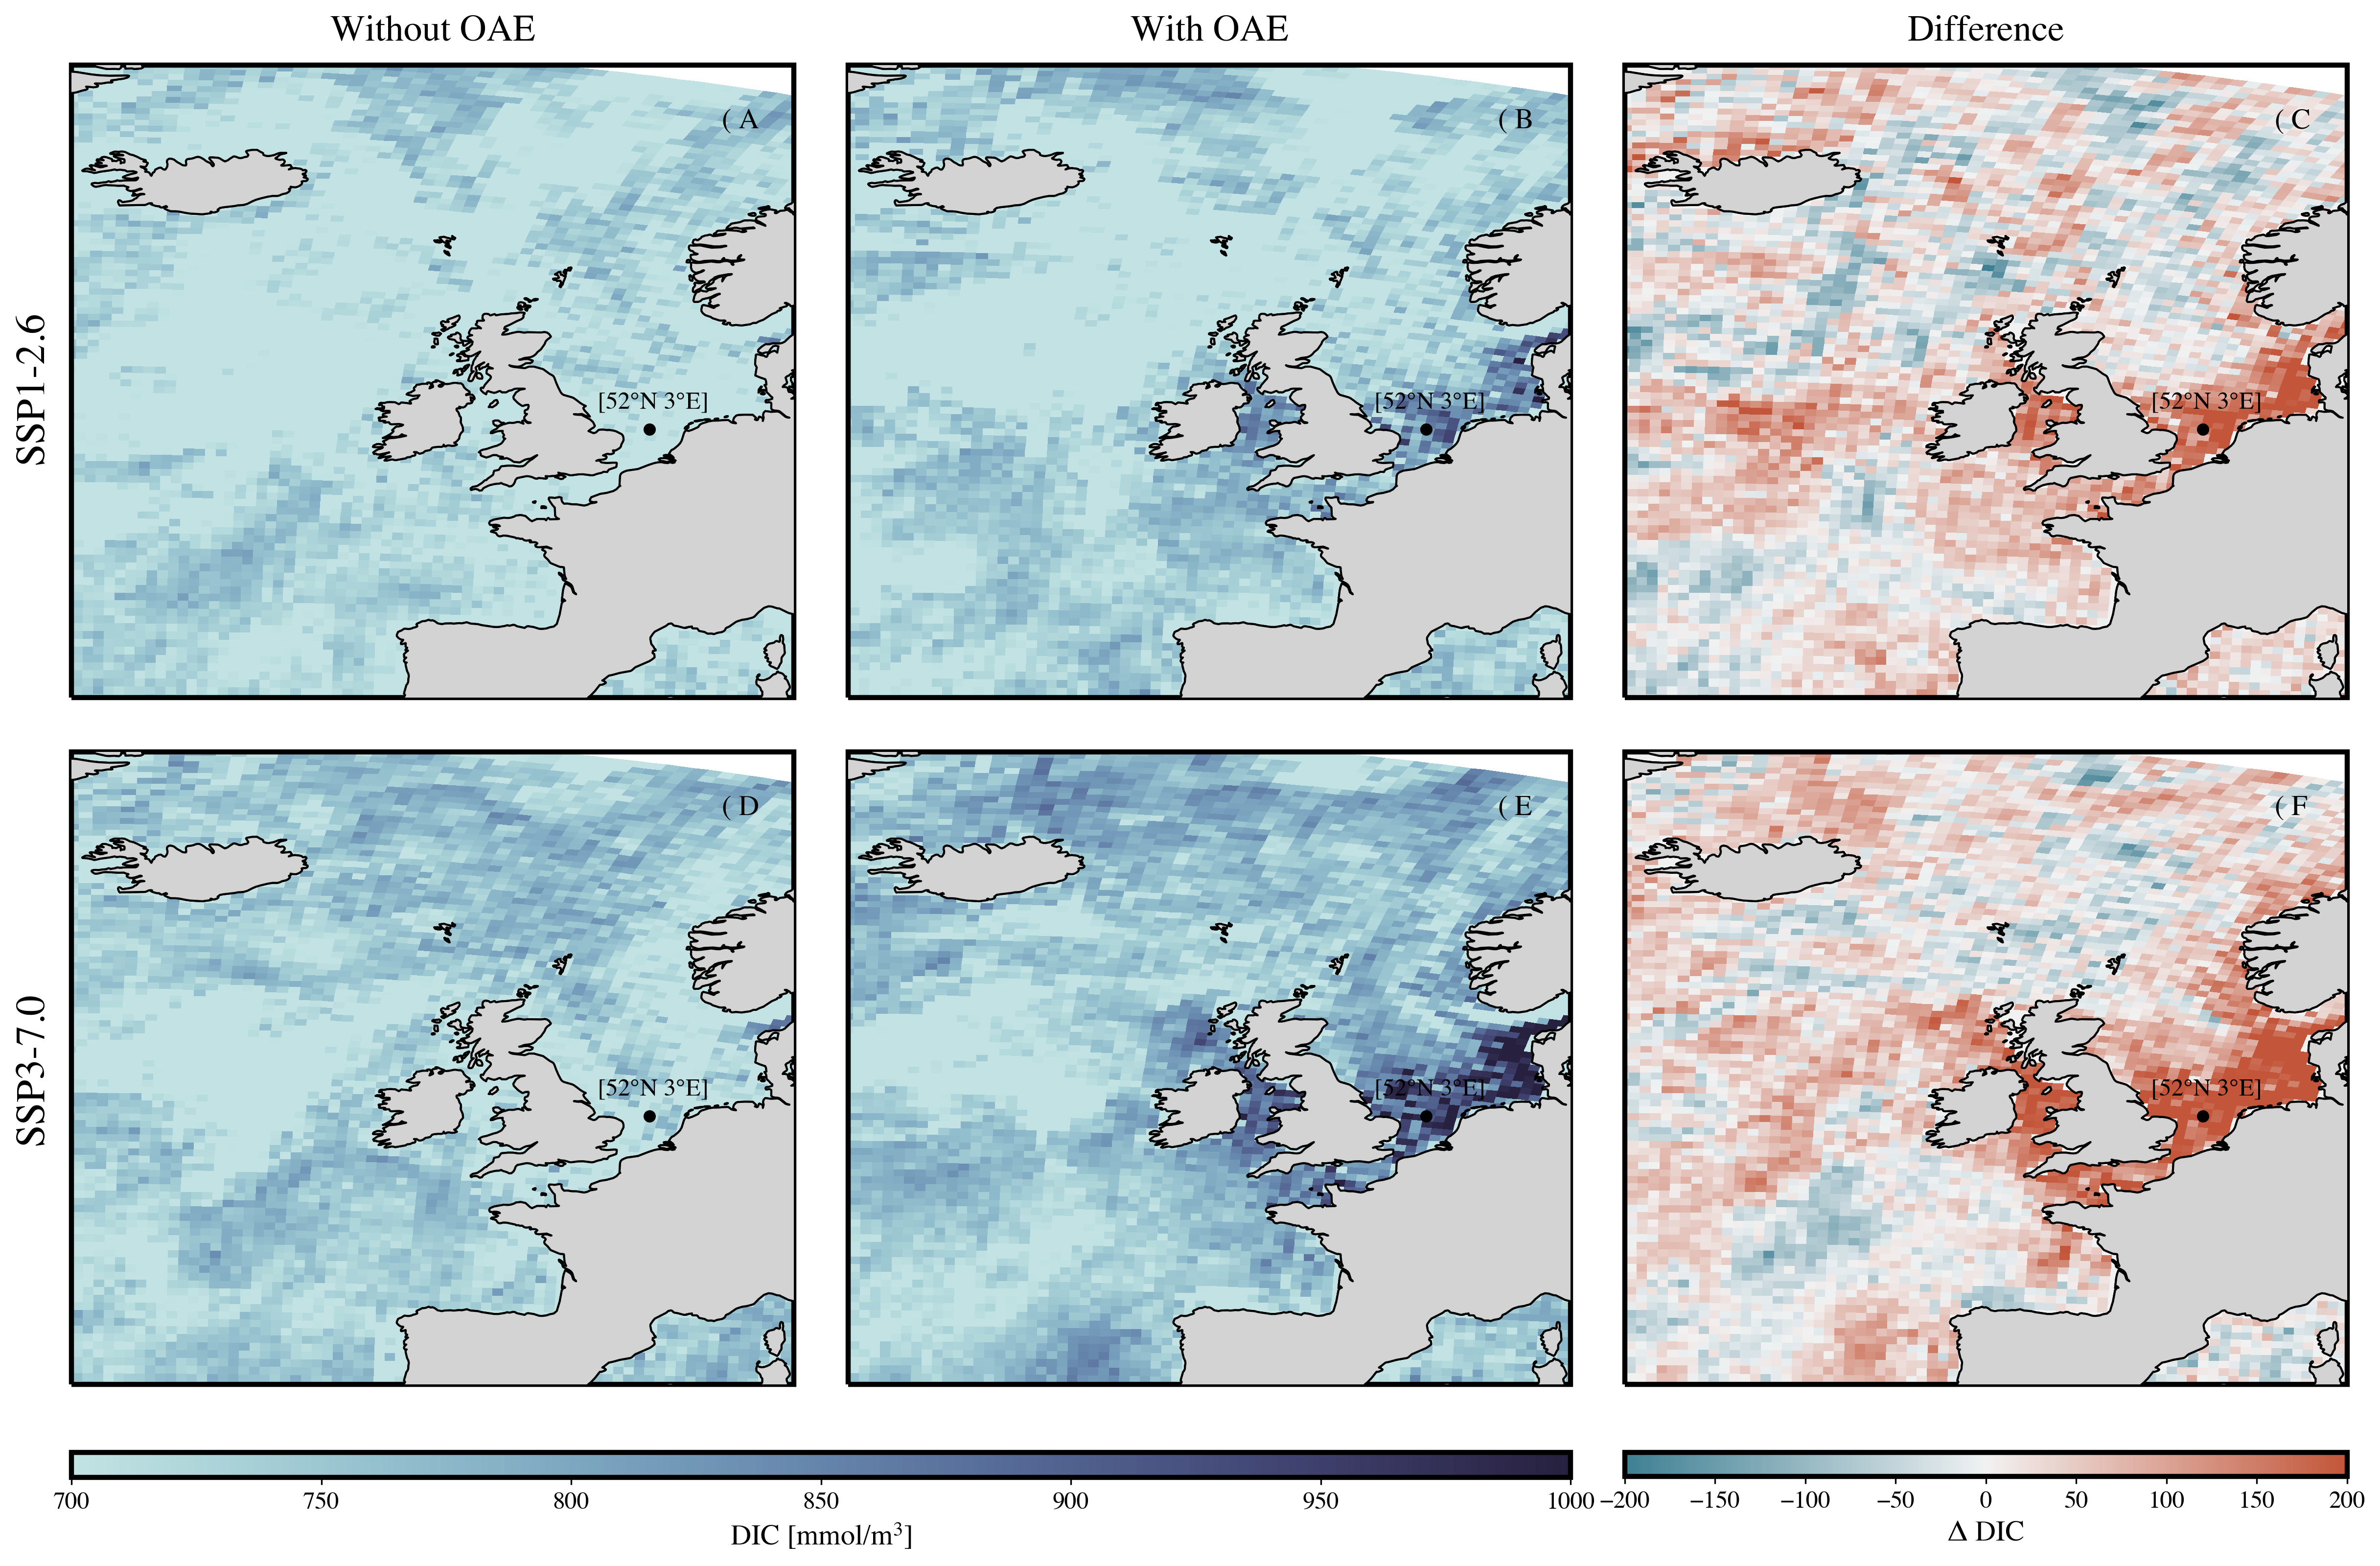 Without OAE
With OAE
Difference
SSP1-2.6
( A
( B
( C
[52°N 3°E]
[52°N 3°E]
[52°N 3°E]
SSP3-7.0
( D
( E
( F
[52°N 3°E]
[52°N 3°E]
[52°N 3°E]
700 750 800 850 900 950 1000
DIC [mmol/m³]
−200 −150 −100 −50 0 50 100 150 200
Δ DIC